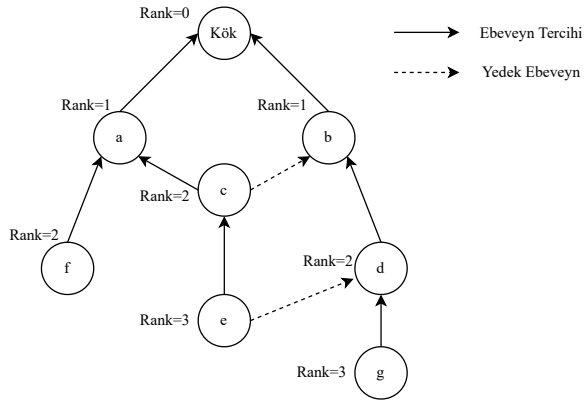 Rank=0
Kök
Ebeveyn Tercihi
Yedek Ebeveyn
Rank=1
a
Rank=1
b
Rank=2
c
Rank=2
f
Rank=2
d
Rank=3
e
Rank=3
g